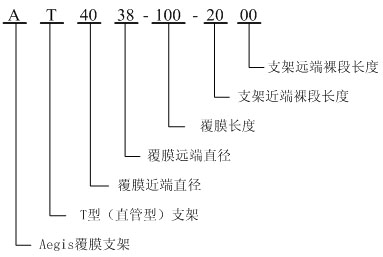 A T 40 38 - 100 - 20 00
支架远端裸段长度
支架近端裸段长度
覆膜长度
覆膜远端直径
覆膜近端直径
T型（直管型）支架
Aegis覆膜支架